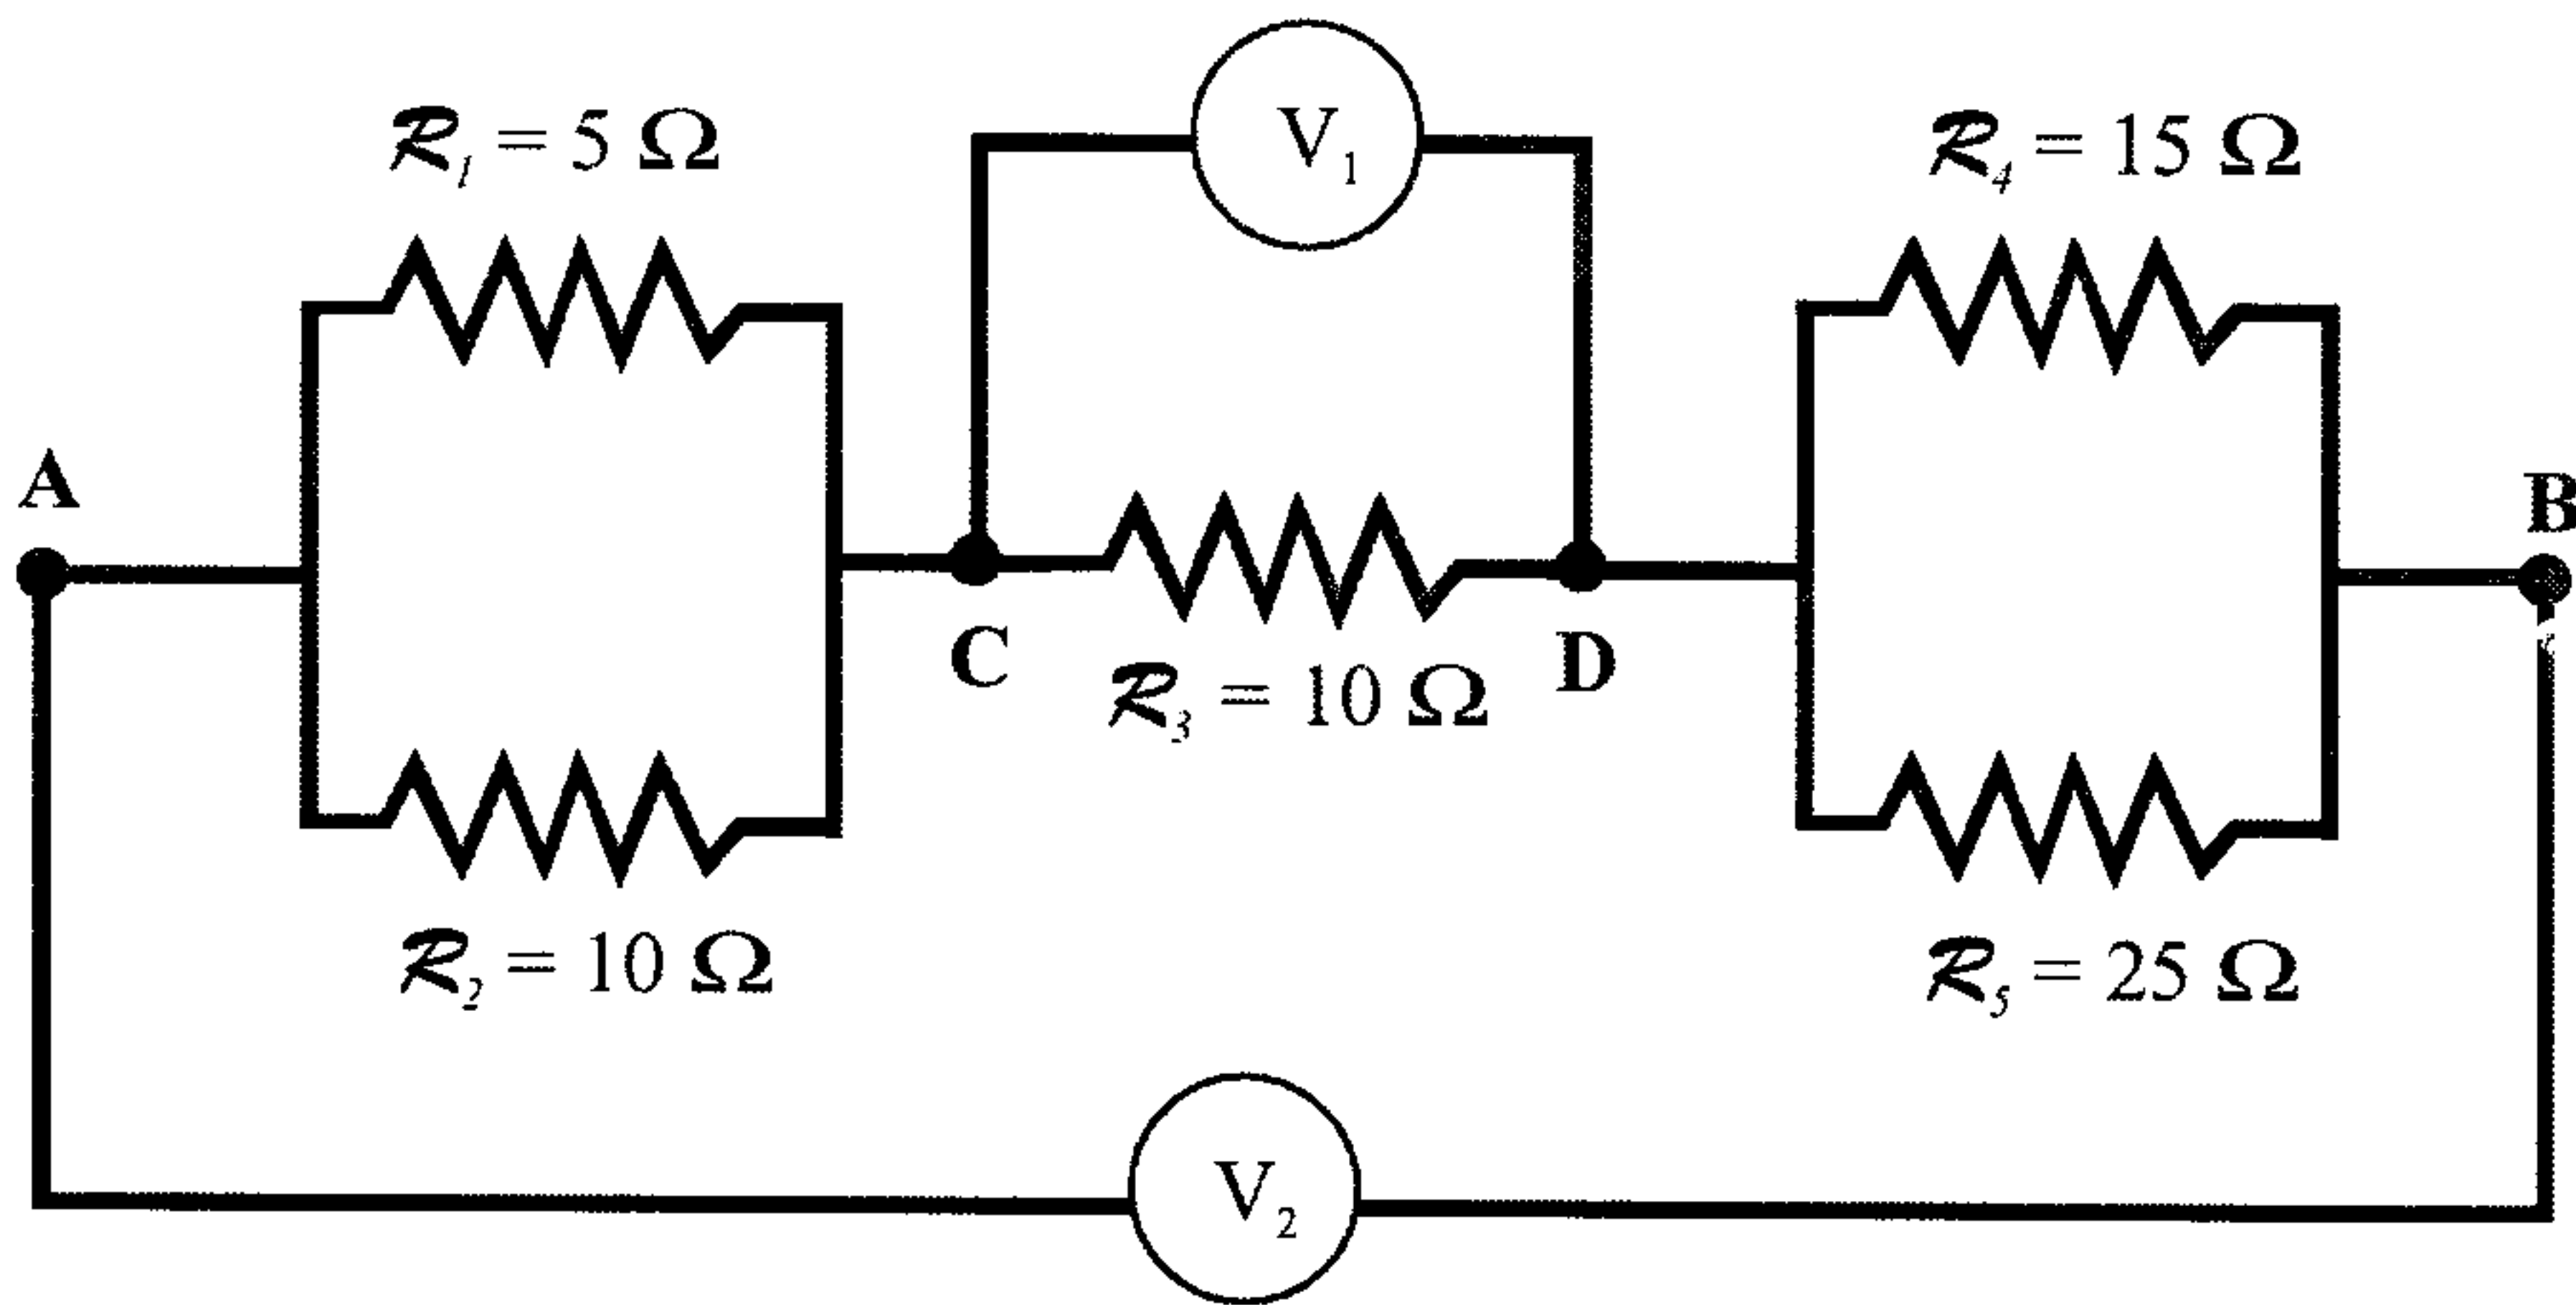 R₁ = 5 Ω
V₁
R₄ = 15 Ω
A
B
C
D
R₃ = 10 Ω
R₂ = 10 Ω
R₅ = 25 Ω
V₂